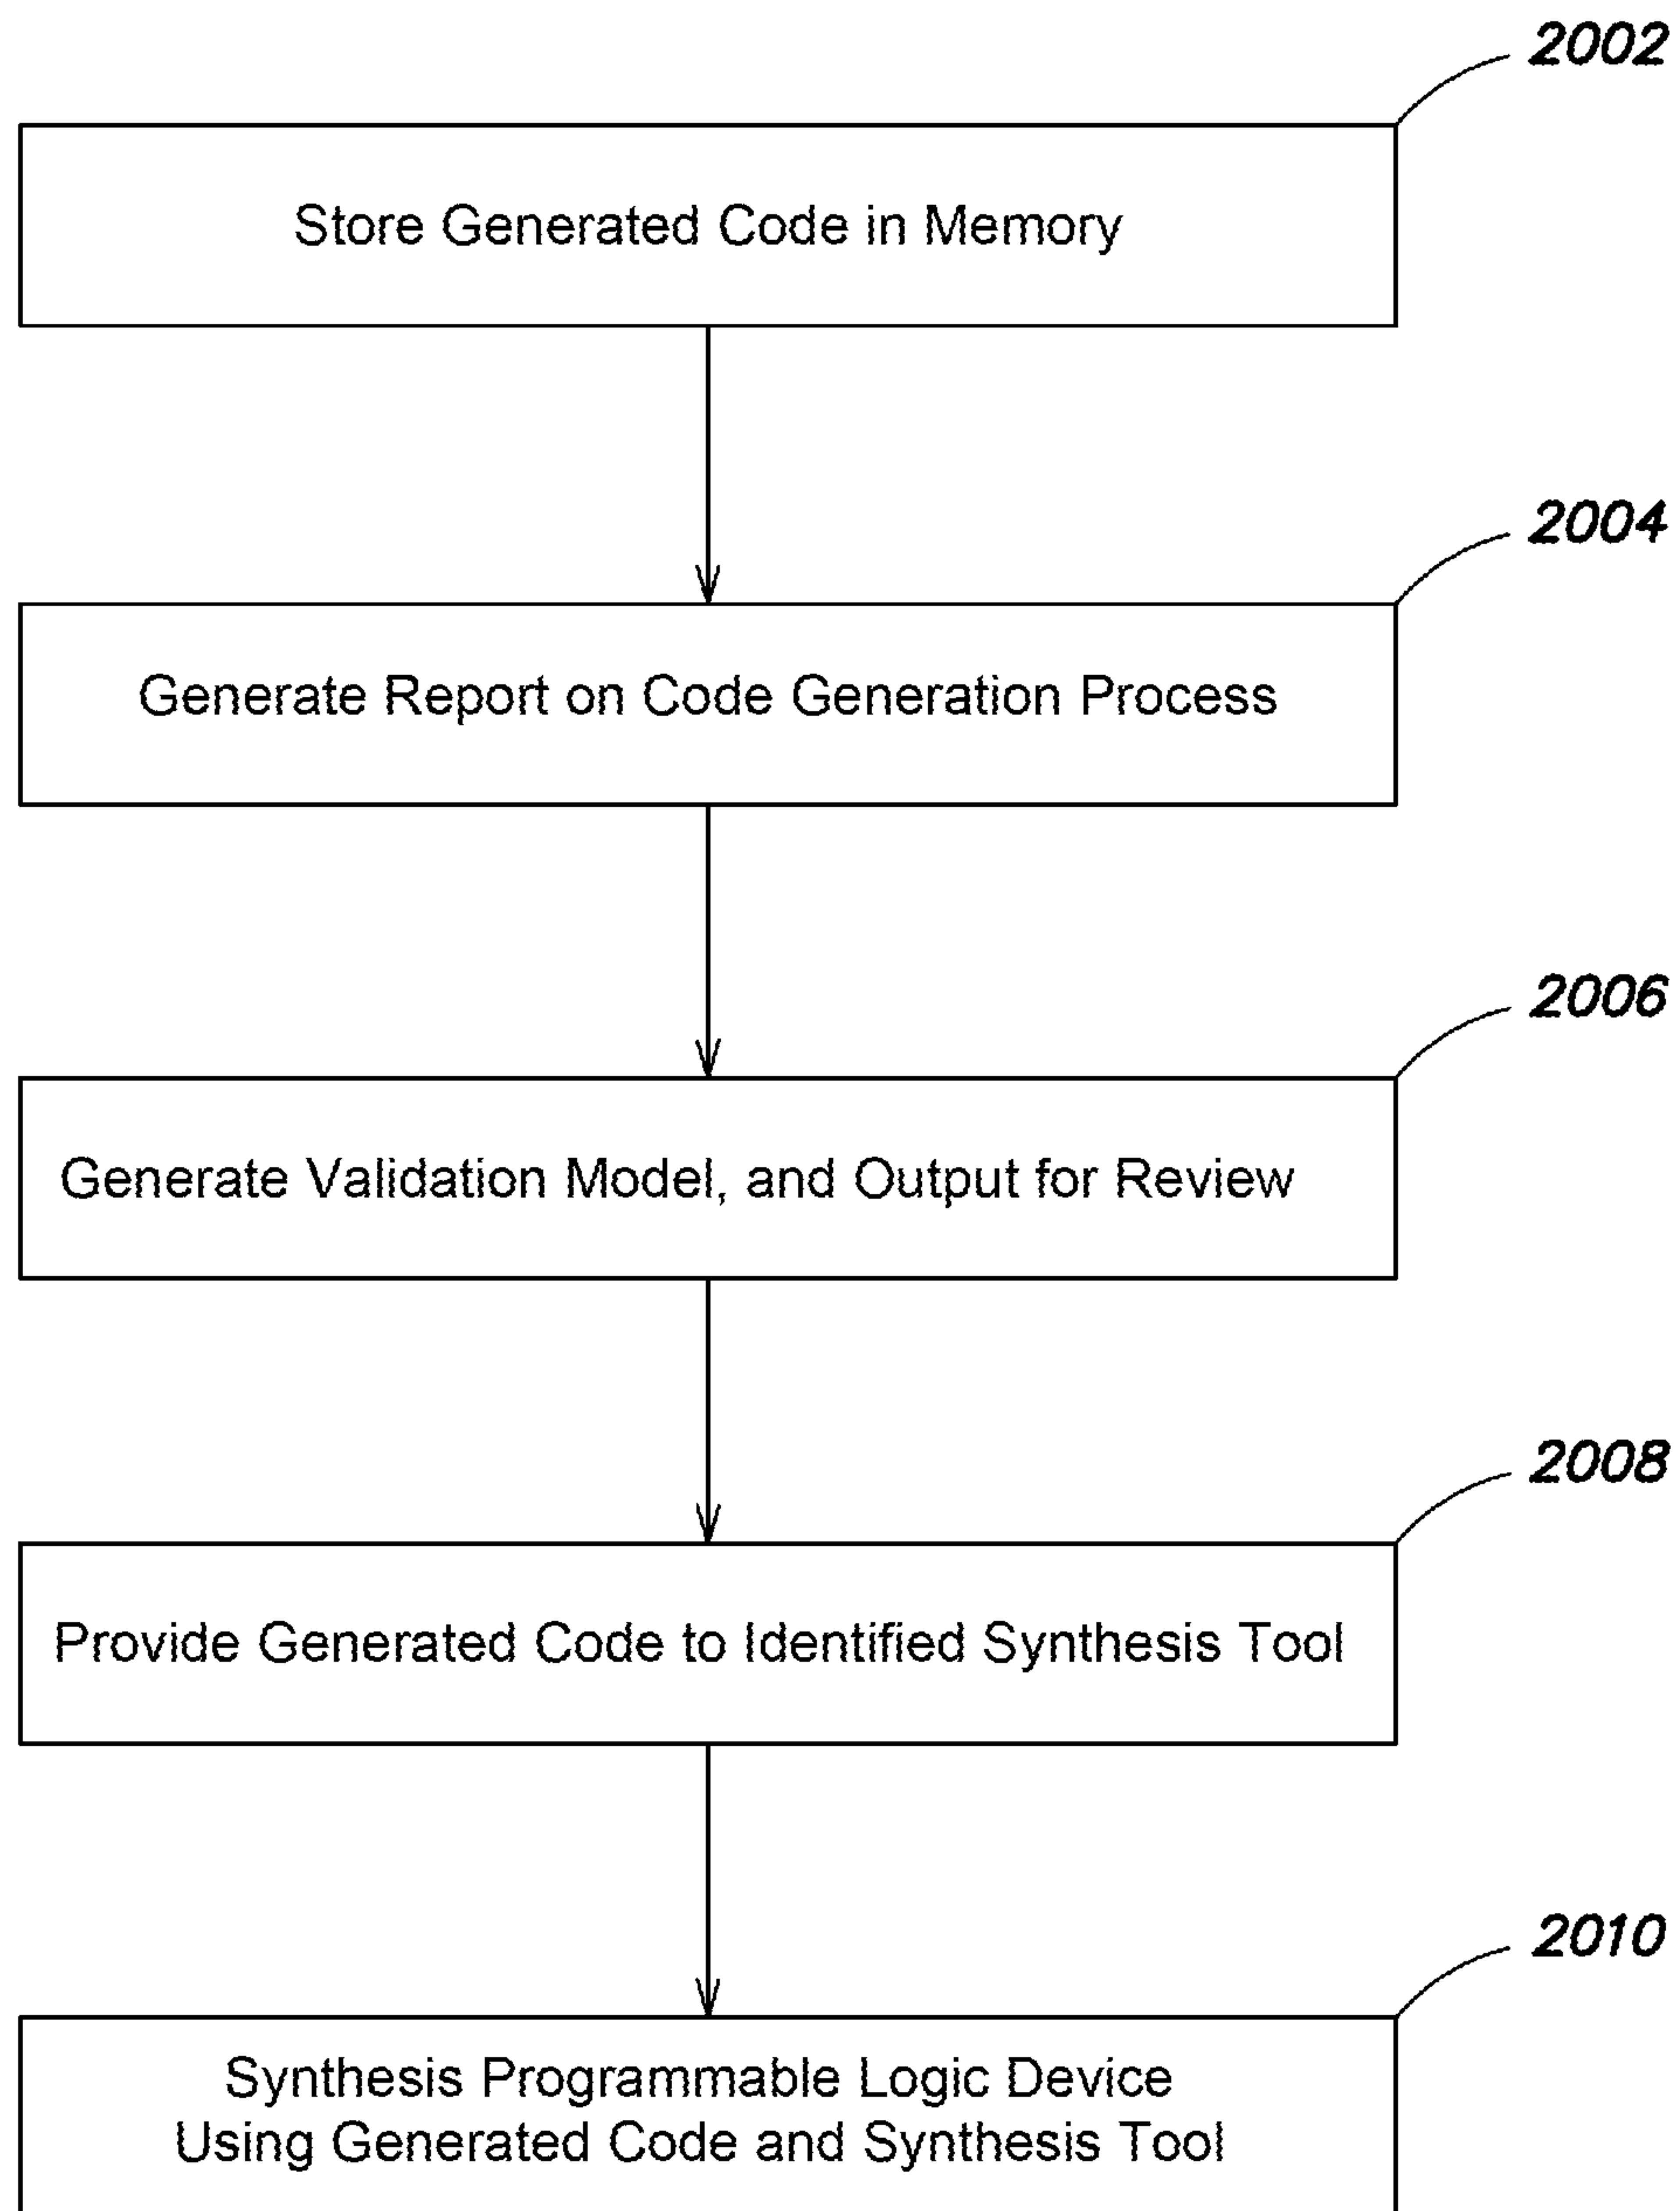 2002
Store Generated Code in Memory
2004
Generate Report on Code Generation Process
2006
Generate Validation Model, and Output for Review
2008
Provide Generated Code to Identified Synthesis Tool
2010
Synthesis Programmable Logic Device
Using Generated Code and Synthesis Tool